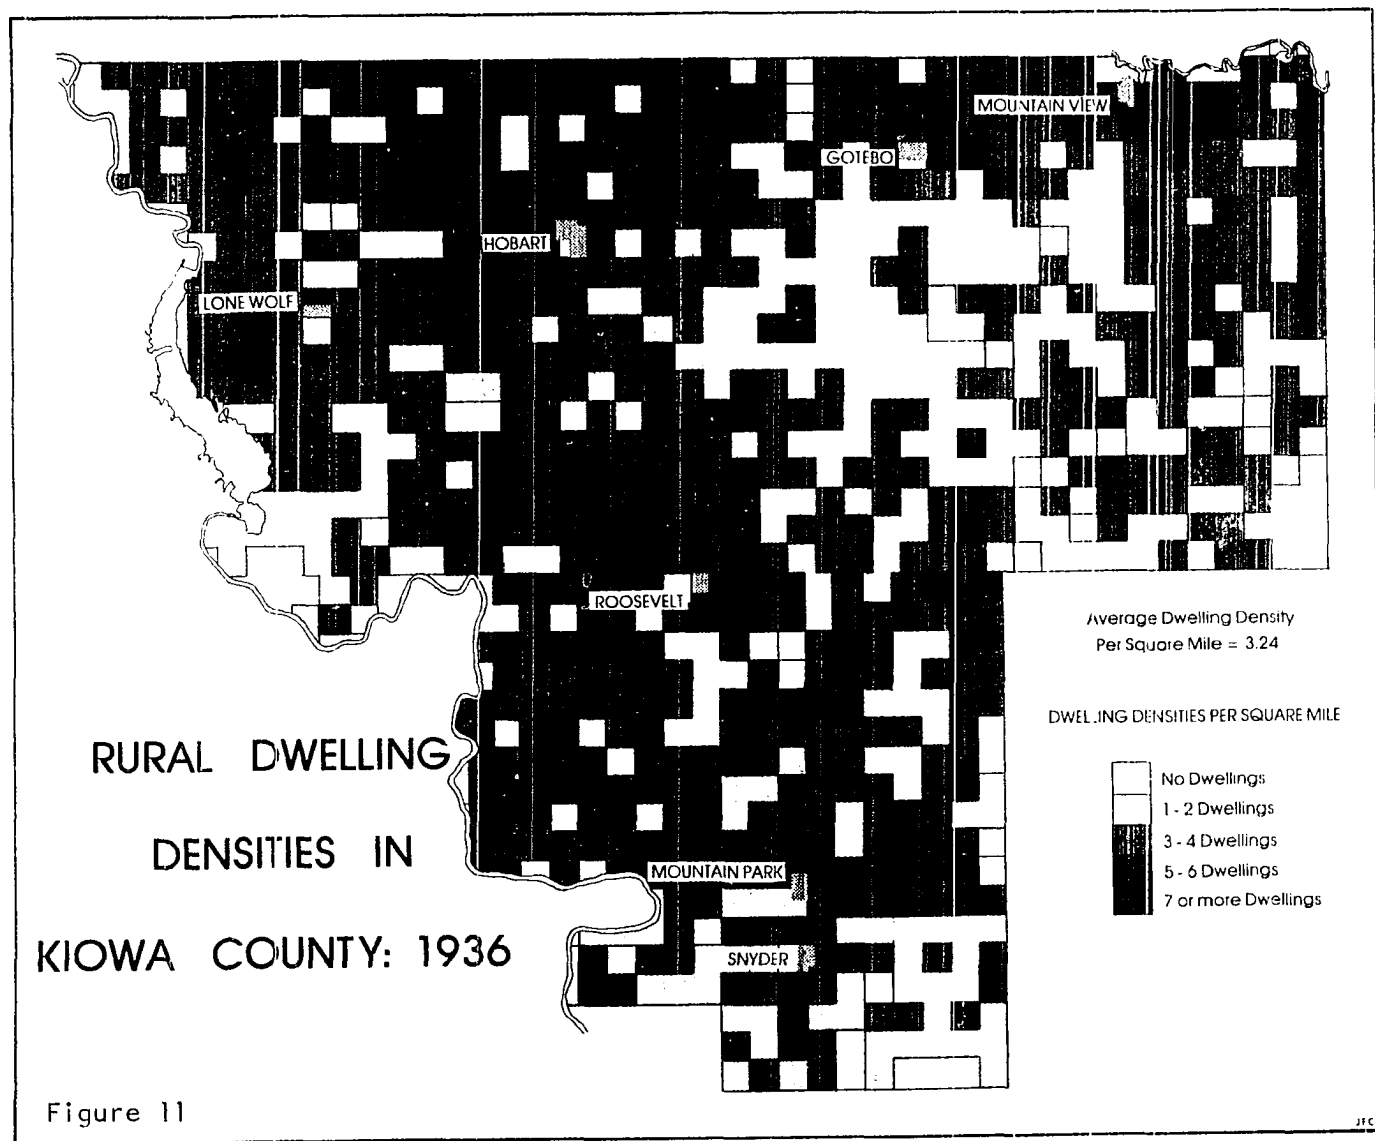 MOUNTAIN VIEW
GOTEBO
HOBART
LONE WOLF
ROOSEVELT
Average Dwelling Density
Per Square Mile = 3.24
DWELLING DENSITIES PER SQUARE MILE
No Dwellings
1 - 2 Dwellings
3 - 4 Dwellings
5 - 6 Dwellings
7 or more Dwellings
RURAL DWELLING
DENSITIES IN
KIOWA COUNTY: 1936
MOUNTAIN PARK
SNYDER
Figure 11
JFC